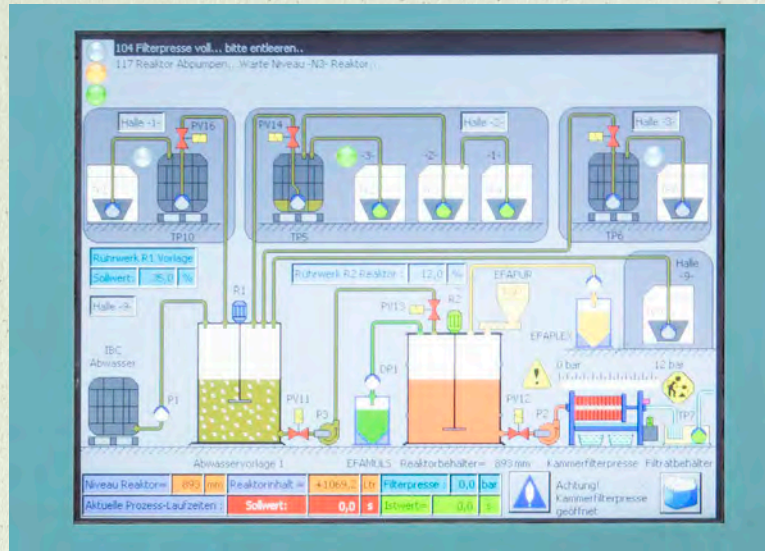 104 Filterpresse voll... bitte entleeren..
117 Reaktor Abpumpen.. Warte Niveau -N3- Reaktor..
Halle -1-
PV16
PV14
Halle -2-
Halle -3-
-3-
-2-
-1-
TP10
TP5
TP6
Rührwerk R1 Vorlage
Sollwert: 35,0 %
Rührwerk R2 Reaktor : 12,0 %
Halle
-9-
Halle -9-
R1
PV13
R2
EFAPUR
EFAPLEX
IBC
Abwasser
P1
PV11
P3
DP1
PV12
P2
0 bar
12 bar
TP7
Abwasservorlage 1
EFAMULS
Reaktorbehälter= 893 mm
Kammerfilterpresse
Filtratbehälter
Niveau Reaktor= 893 mm
Reaktorinhalt = +1069,2 Ltr
Filterpresse : 0,0 bar
Aktuelle Prozess-Laufzeiten :
Sollwert: 0,0 s
Istwert= 0,0 s
Achtung!
Kammerfilterpresse
geöffnet